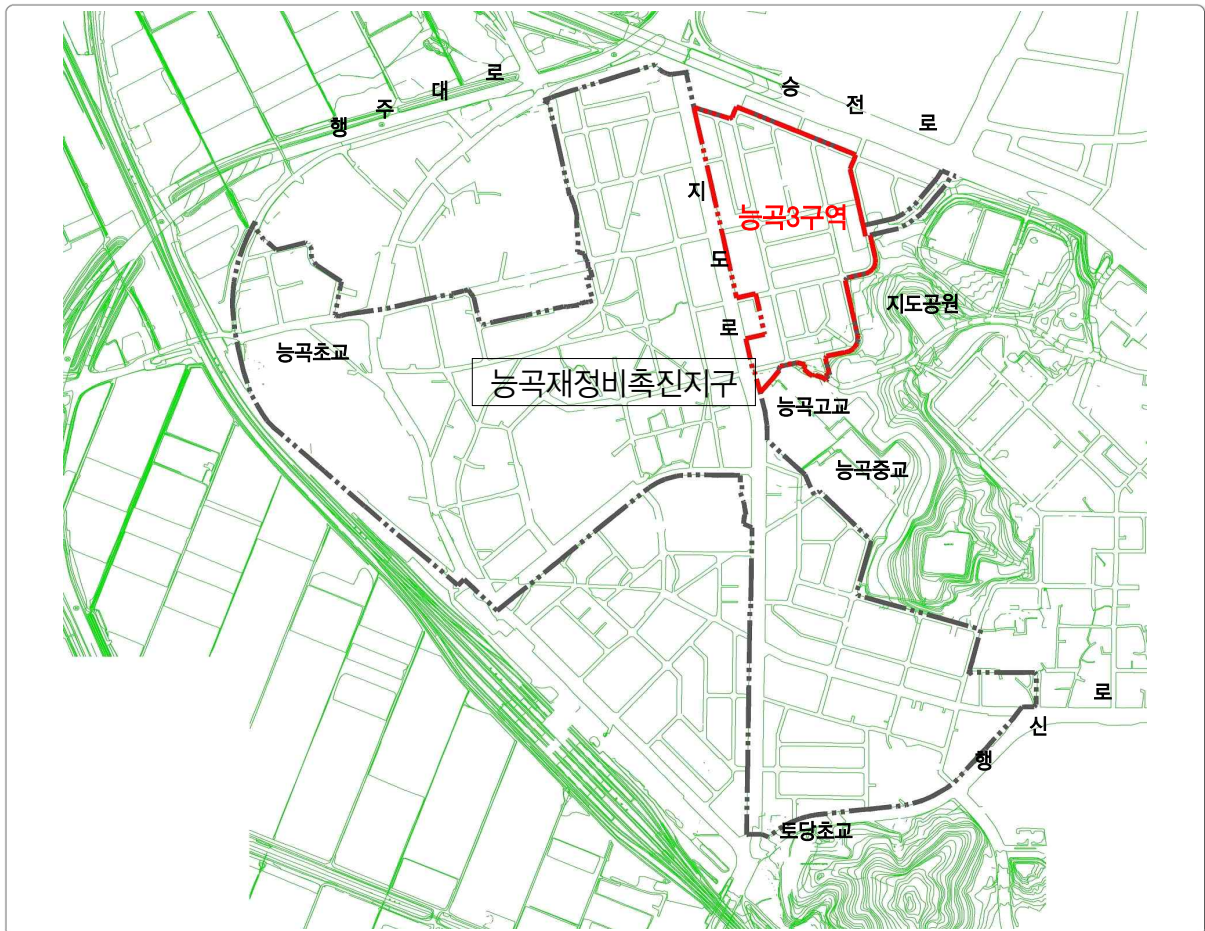 행주대로
승전로
지도로
능곡3구역
지도공원
능곡초교
능곡재정비촉진지구
능곡고교
능곡중교
행신로
토당초교